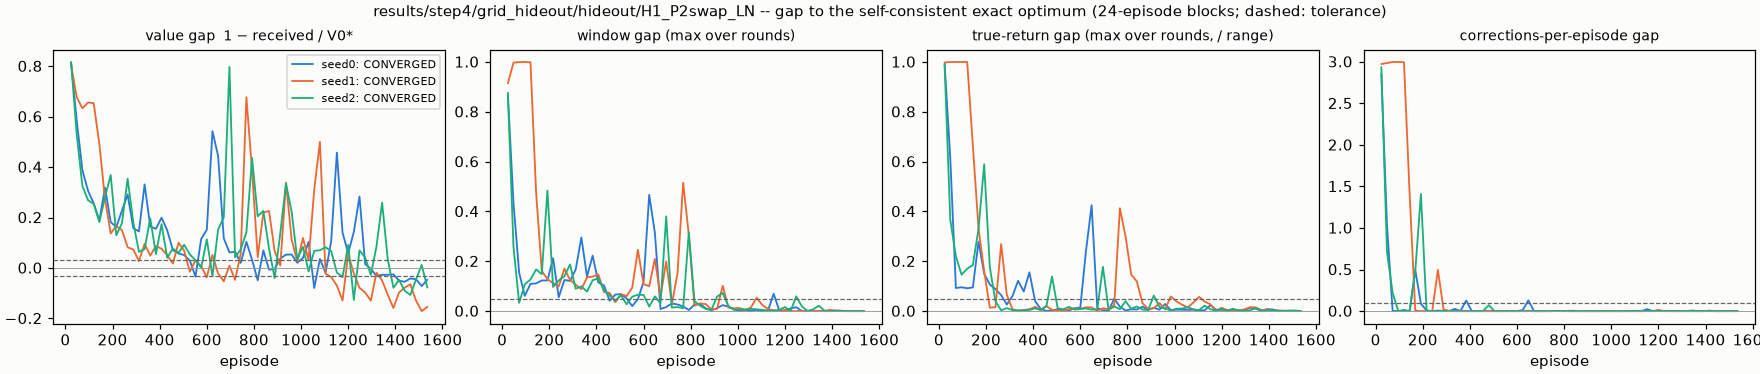 results/step4/grid_hideout/hideout/H1_P2swap_LN -- gap to the self-consistent exact optimum (24-episode blocks; dashed: tolerance)
value gap  1 − received / V0*
0.8
0.6
0.4
0.2
0.0
−0.2
0 200 400 600 800 1000 1200 1400 1600
episode
seed0: CONVERGED
seed1: CONVERGED
seed2: CONVERGED
window gap (max over rounds)
1.0
0.8
0.6
0.4
0.2
0.0
0 200 400 600 800 1000 1200 1400 1600
episode
true-return gap (max over rounds, / range)
1.0
0.8
0.6
0.4
0.2
0.0
0 200 400 600 800 1000 1200 1400 1600
episode
corrections-per-episode gap
3.0
2.5
2.0
1.5
1.0
0.5
0.0
0 200 400 600 800 1000 1200 1400 160
episode